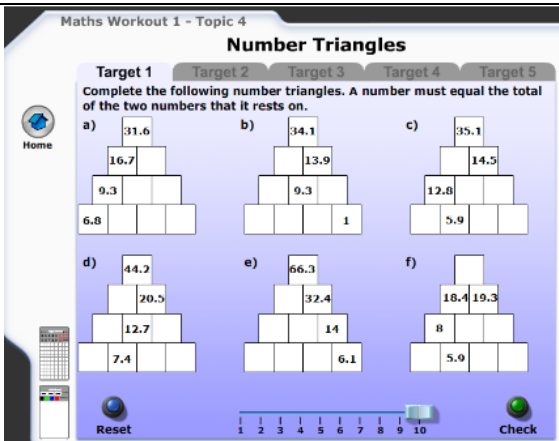 Maths Workout 1 - Topic 4
Number Triangles
Target 1 Target 2 Target 3 Target 4 Target 5
Complete the following number triangles. A number must equal the total
of the two numbers that it rests on.
Home
a) 31.6 b) 34.1 c) 35.1
16.7 13.9 14.5
9.3 9.3 12.8
6.8 1 5.9
d) 44.2 e) 66.3 f)
20.5 32.4 18.4 19.3
12.7 14 8
7.4 6.1 5.9
Reset 1 2 3 4 5 6 7 8 9 10 Check